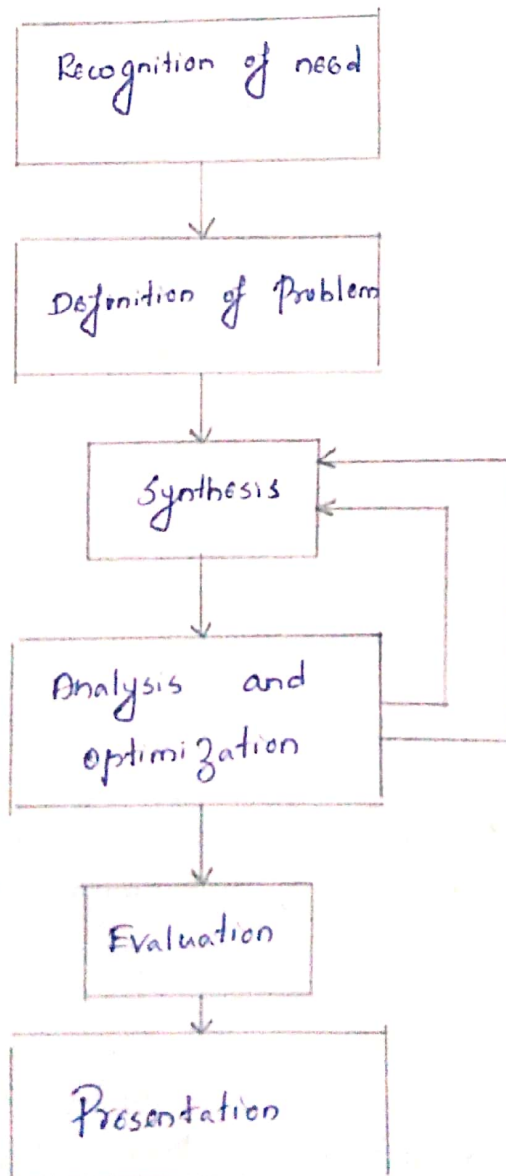 Recognition of need
Definition of Problem
Synthesis
Analysis and
optimization
Evaluation
Presentation